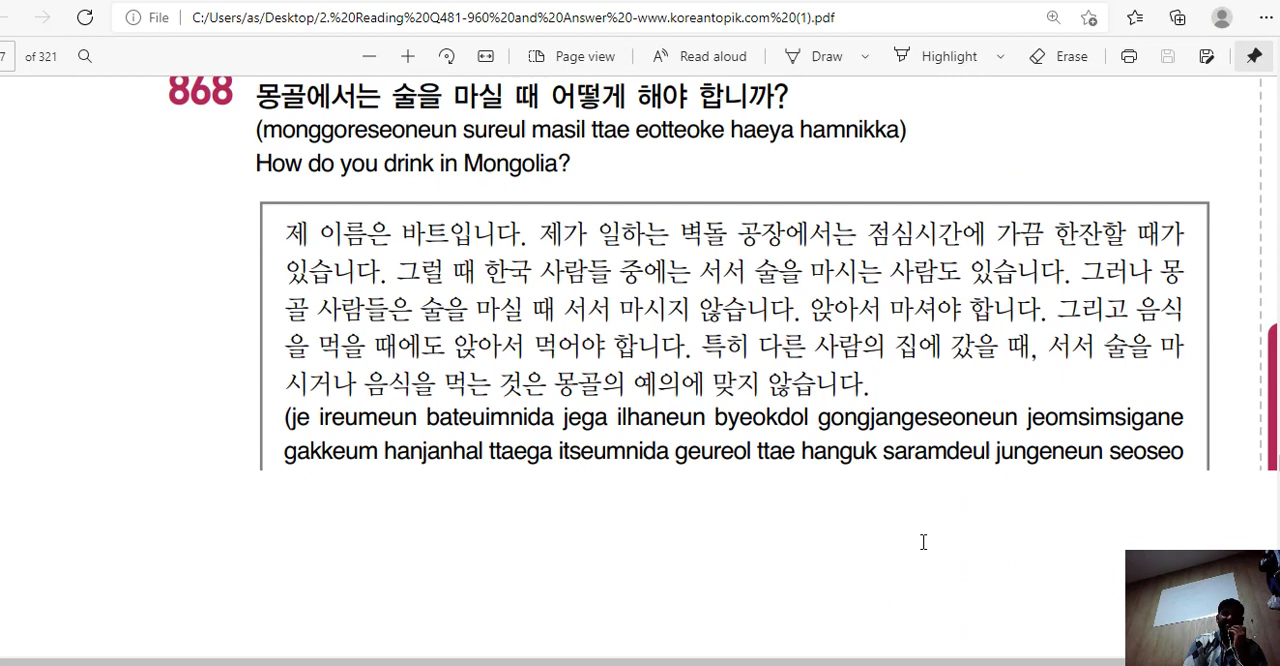 File C:/Users/as/Desktop/2.%20Reading%20Q481-960%20and%20Answer%20-www.koreantopik.com%20(1).pdf
7 of 321 Page view Read aloud Draw Highlight Erase
868 몽골에서는 술을 마실 때 어떻게 해야 합니까?
(monggoreseoneun sureul masil ttae eotteoke haeya hamnikka)
How do you drink in Mongolia?
제 이름은 바트입니다. 제가 일하는 벽돌 공장에서는 점심시간에 가끔 한잔할 때가
있습니다. 그럴 때 한국 사람들 중에는 서서 술을 마시는 사람도 있습니다. 그러나 몽
골 사람들은 술을 마실 때 서서 마시지 않습니다. 앉아서 마셔야 합니다. 그리고 음식
을 먹을 때에도 앉아서 먹어야 합니다. 특히 다른 사람의 집에 갔을 때, 서서 술을 마
시거나 음식을 먹는 것은 몽골의 예의에 맞지 않습니다.
(je ireumeun bateuimnida jega ilhaneun byeokdol gongjangeseoneun jeomsimsigane
gakkeum hanjanhal ttaega itseumnida geureol ttae hanguk saramdeul jungeneun seoseo